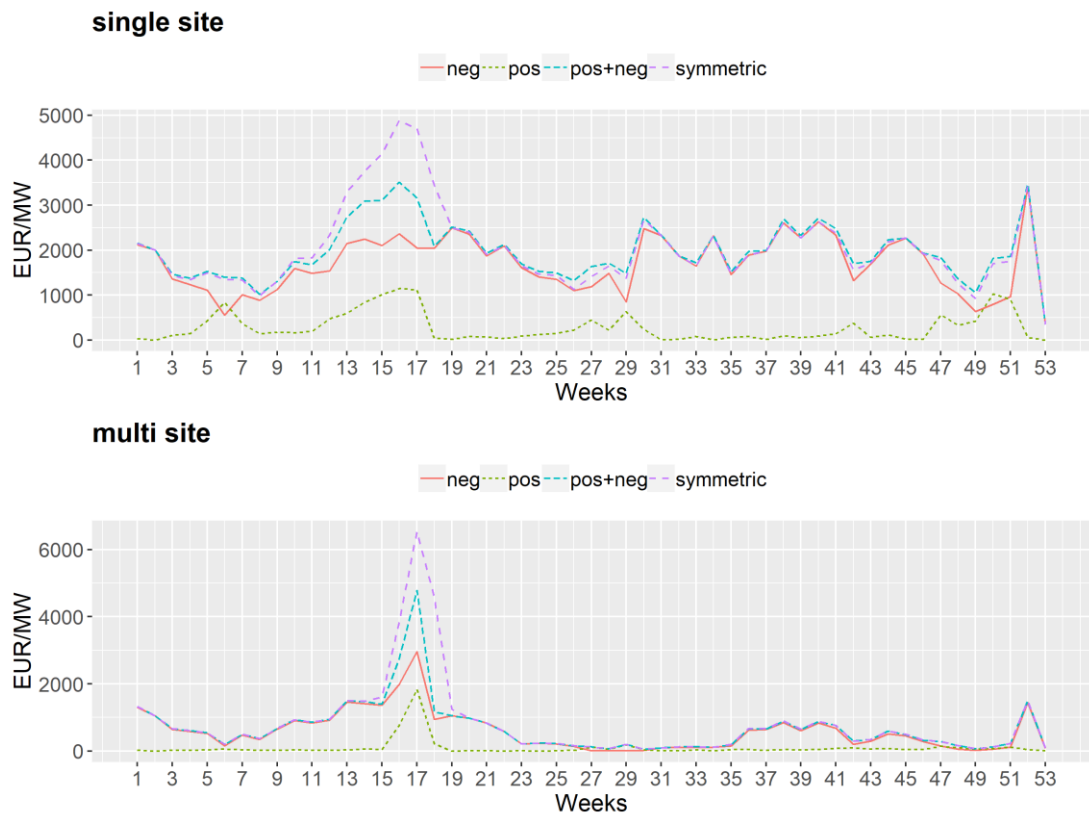 single site
neg pos pos+neg symmetric
5000
4000
3000
2000
1000
0
EUR/MW
1 3 5 7 9 11 13 15 17 19 21 23 25 27 29 31 33 35 37 39 41 43 45 47 49 51 53
Weeks
multi site
neg pos pos+neg symmetric
6000
4000
2000
0
EUR/MW
1 3 5 7 9 11 13 15 17 19 21 23 25 27 29 31 33 35 37 39 41 43 45 47 49 51 53
Weeks